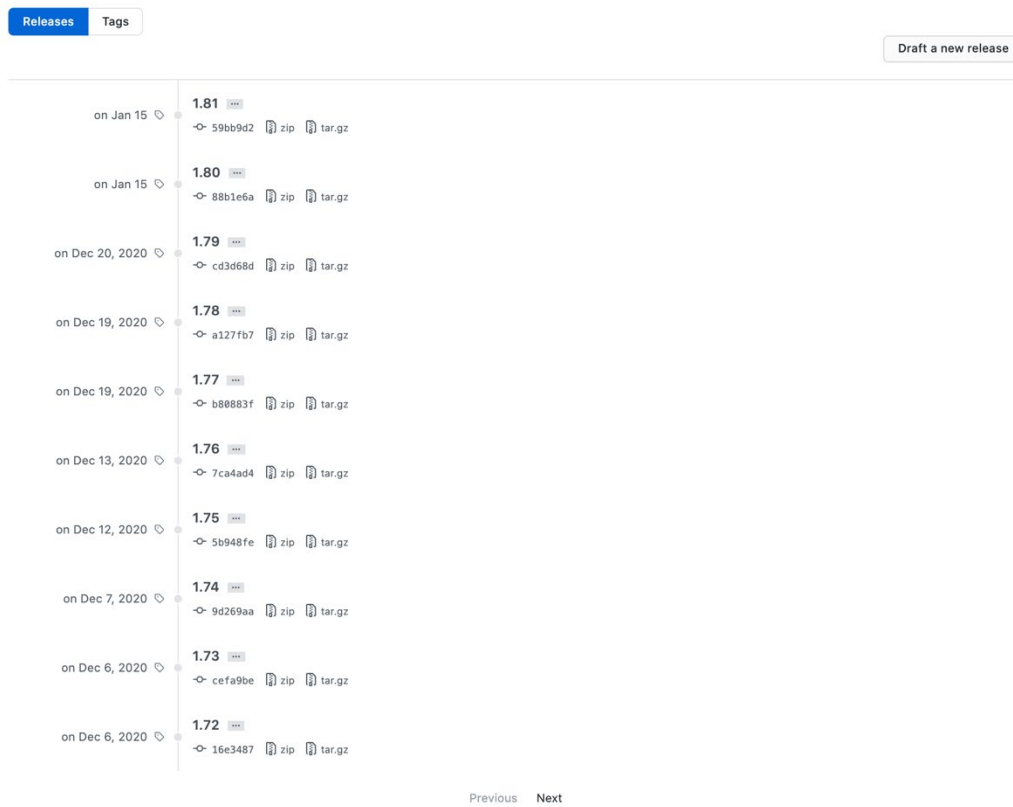 Releases Tags
Draft a new release
1.81 ...
on Jan 15
59bb9d2 zip tar.gz
1.80 ...
on Jan 15
88b1e6a zip tar.gz
1.79 ...
on Dec 20, 2020
cd3d68d zip tar.gz
1.78 ...
on Dec 19, 2020
a127fb7 zip tar.gz
1.77 ...
on Dec 19, 2020
b80883f zip tar.gz
1.76 ...
on Dec 13, 2020
7ca4ad4 zip tar.gz
1.75 ...
on Dec 12, 2020
5b948fe zip tar.gz
1.74 ...
on Dec 7, 2020
9d269aa zip tar.gz
1.73 ...
on Dec 6, 2020
cefa9be zip tar.gz
1.72 ...
on Dec 6, 2020
16e3487 zip tar.gz
Previous Next